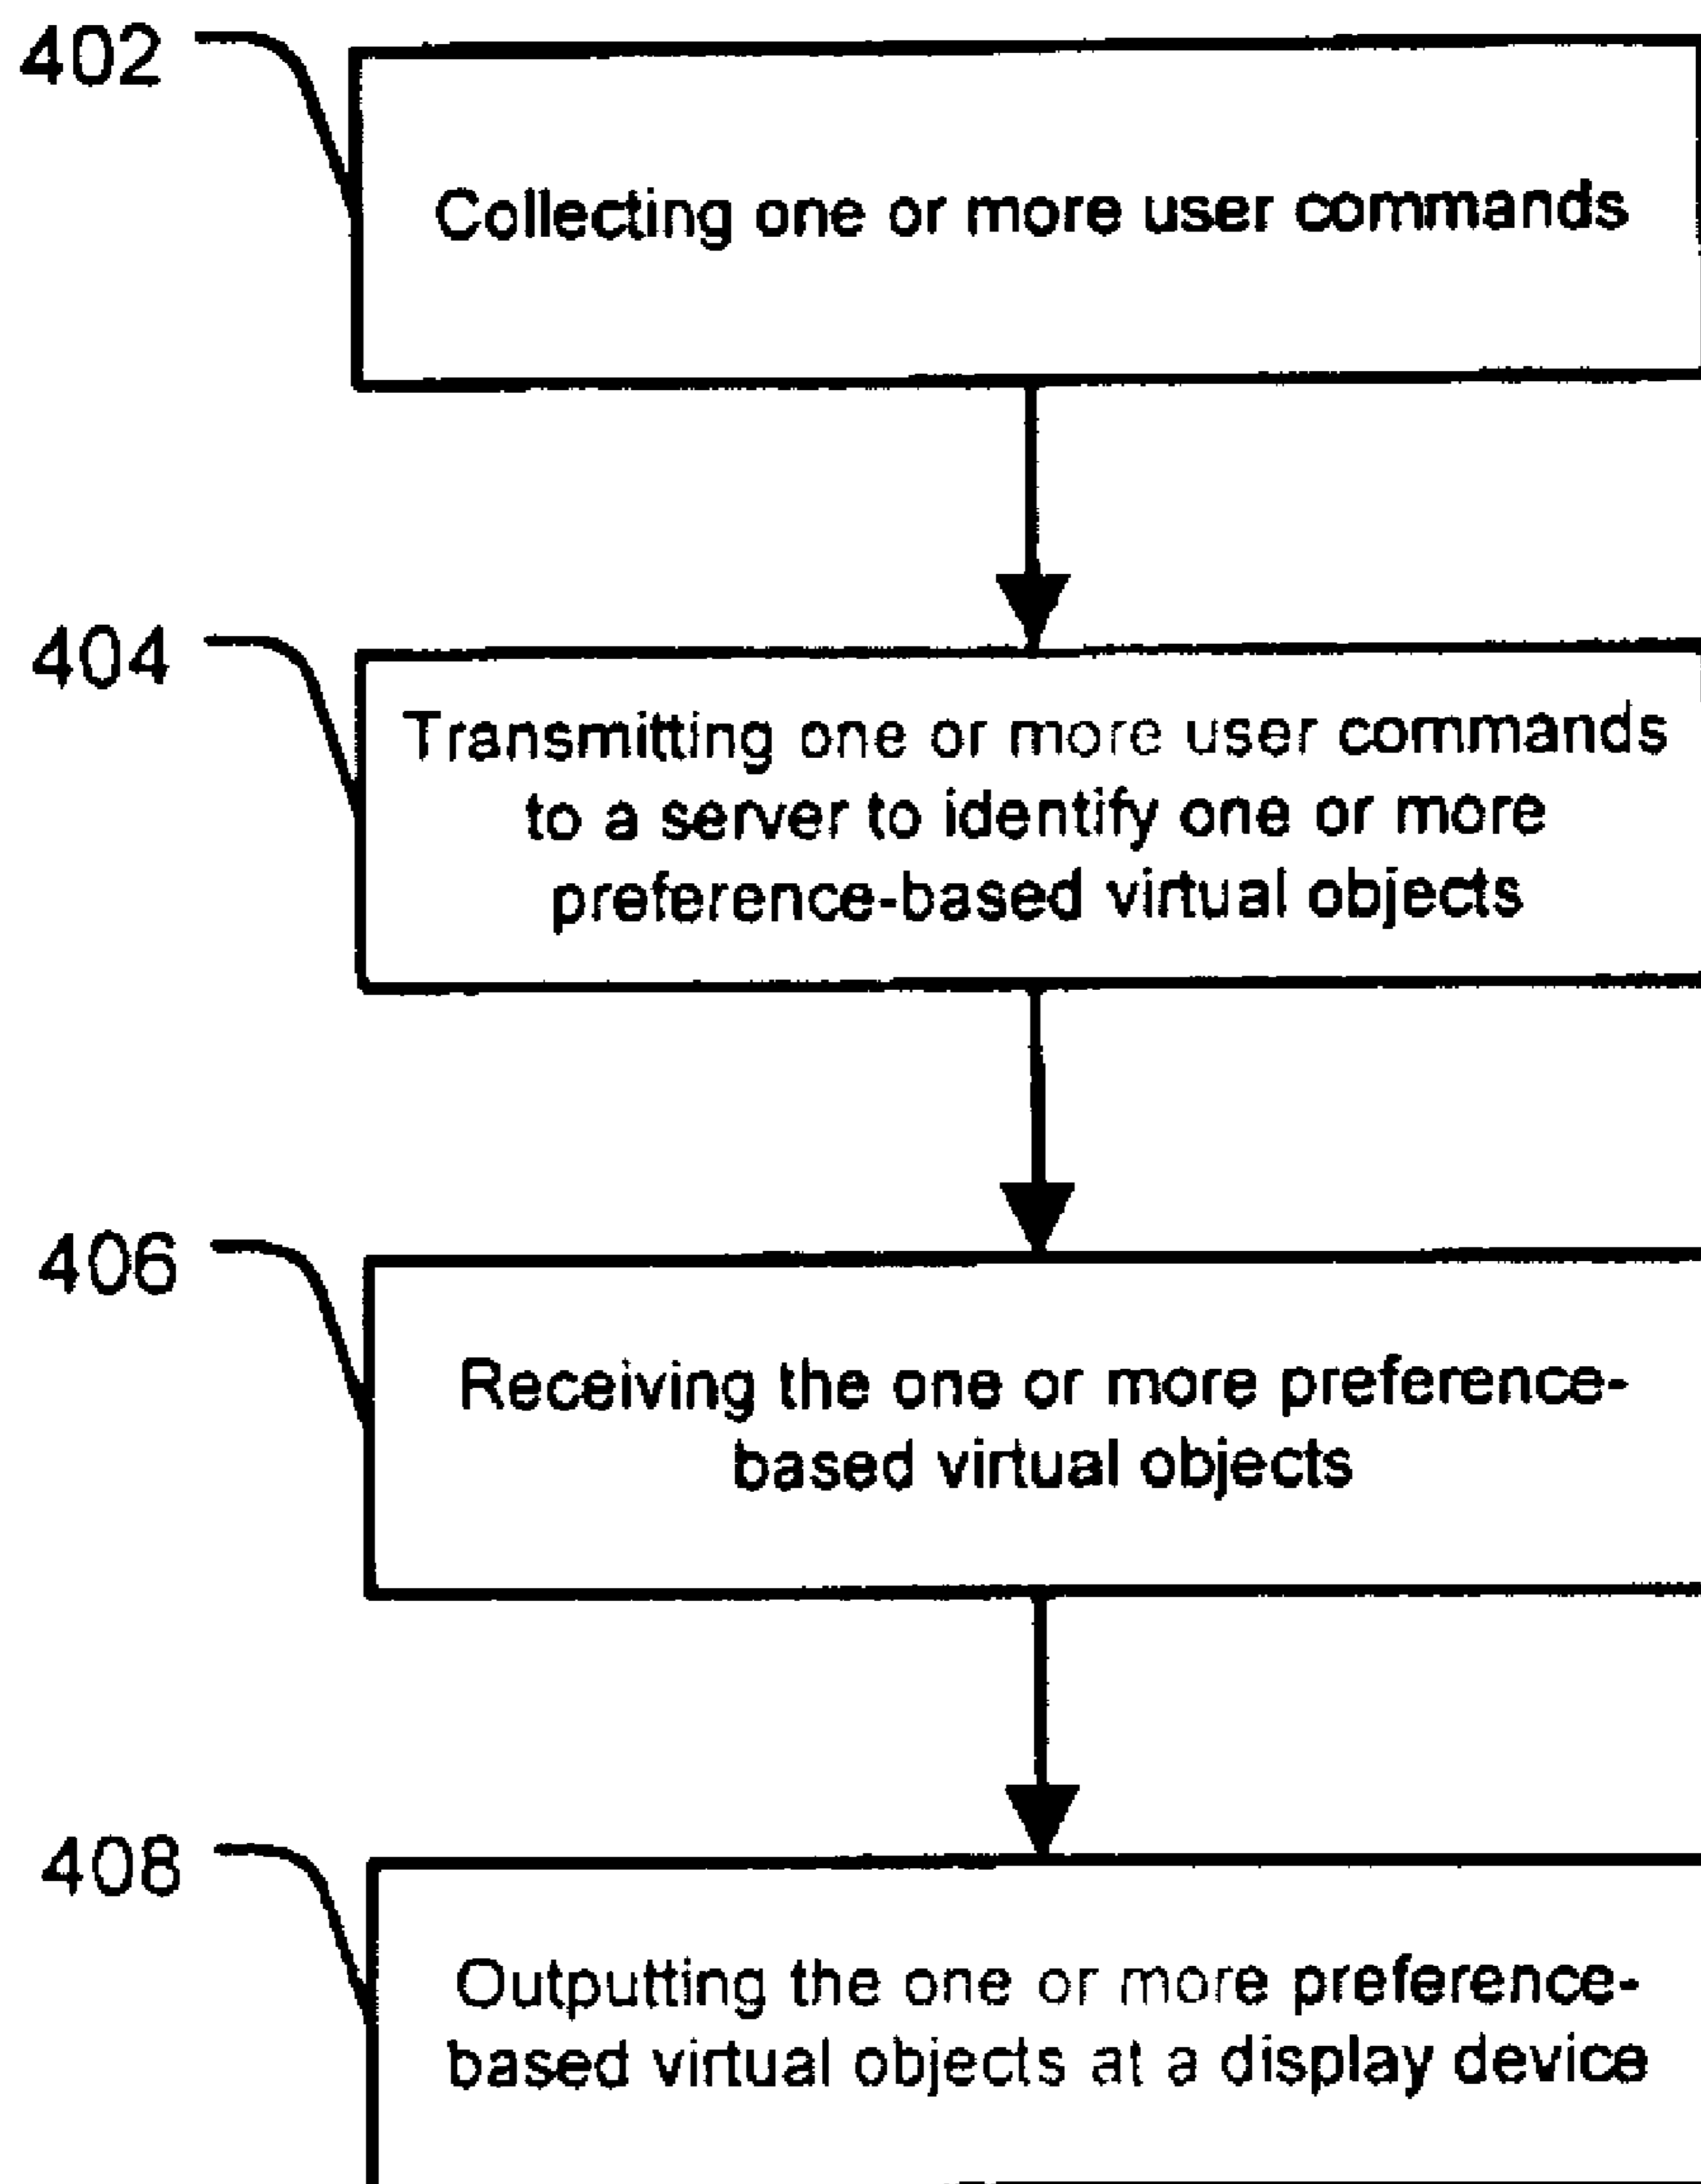 402
Collecting one or more user commands
404
Transmitting one or more user commands
to a server to identify one or more
preference-based virtual objects
406
Receiving the one or more preference-
based virtual objects
408
Outputting the one or more preference-
based virtual objects at a display device